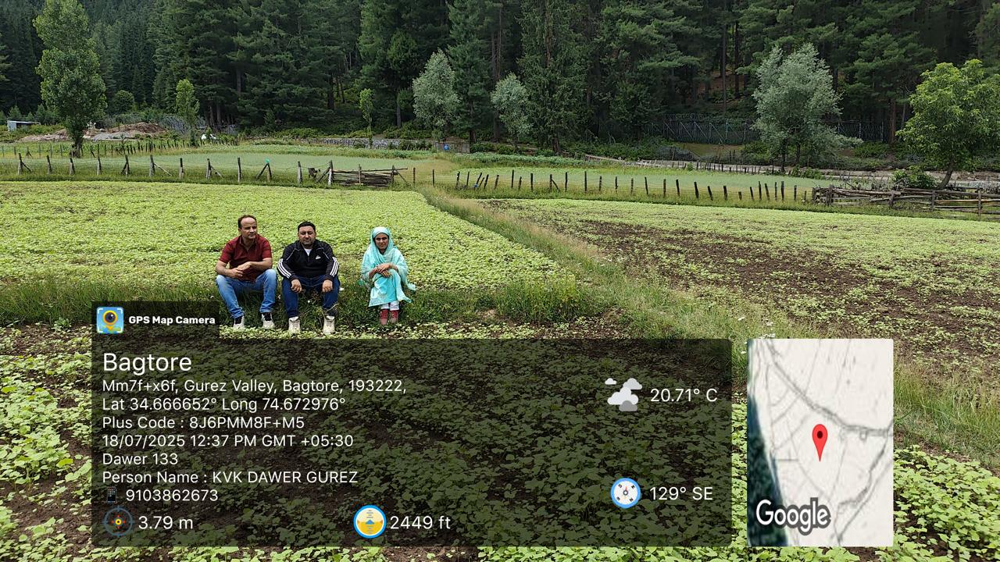 GPS Map Camera
Bagtore
Mm7f+x6f, Gurez Valley, Bagtore, 193222,
Lat 34.666652° Long 74.672976°
Plus Code : 8J6PMM8F+M5
18/07/2025 12:37 PM GMT +05:30
Dawer 133
Person Name : KVK DAWER GUREZ
9103862673
3.79 m
2449 ft
20.71° C
129° SE
Google